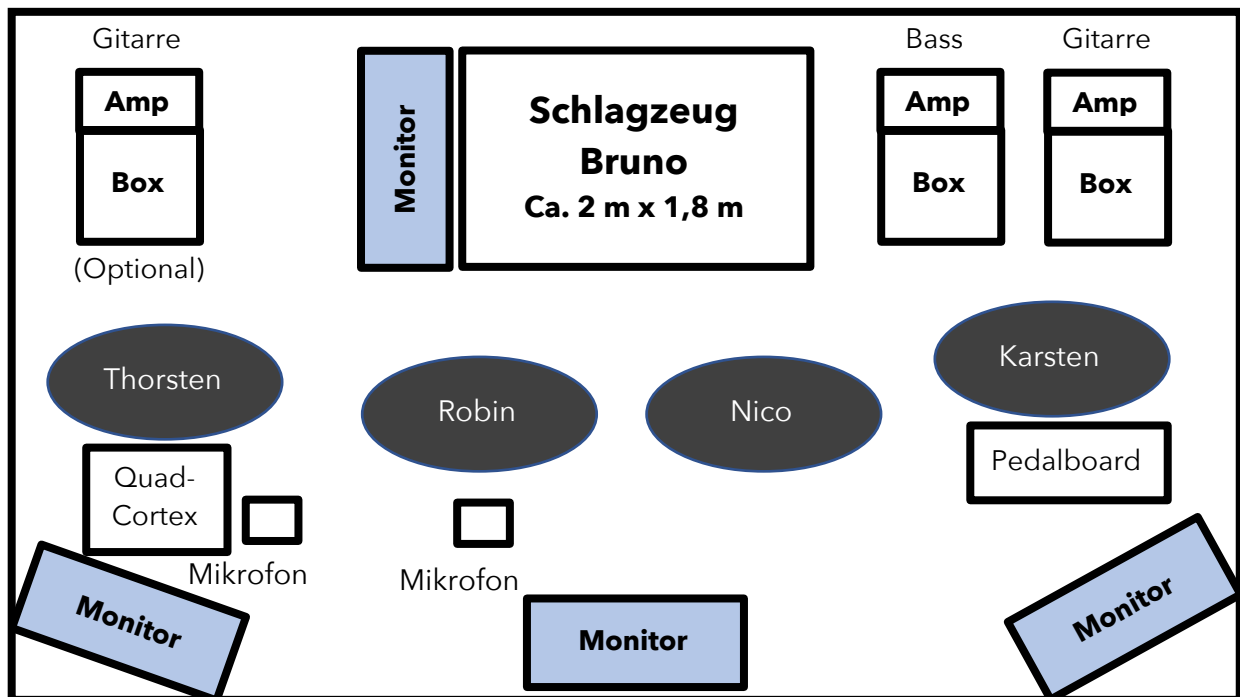 Gitarre
Amp
Box
(Optional)
Monitor
Schlagzeug
Bruno
Ca. 2 m x 1,8 m
Bass
Amp
Box
Gitarre
Amp
Box
Thorsten
Robin
Nico
Karsten
Quad-
Cortex
Mikrofon
Mikrofon
Pedalboard
Monitor
Monitor
Monitor